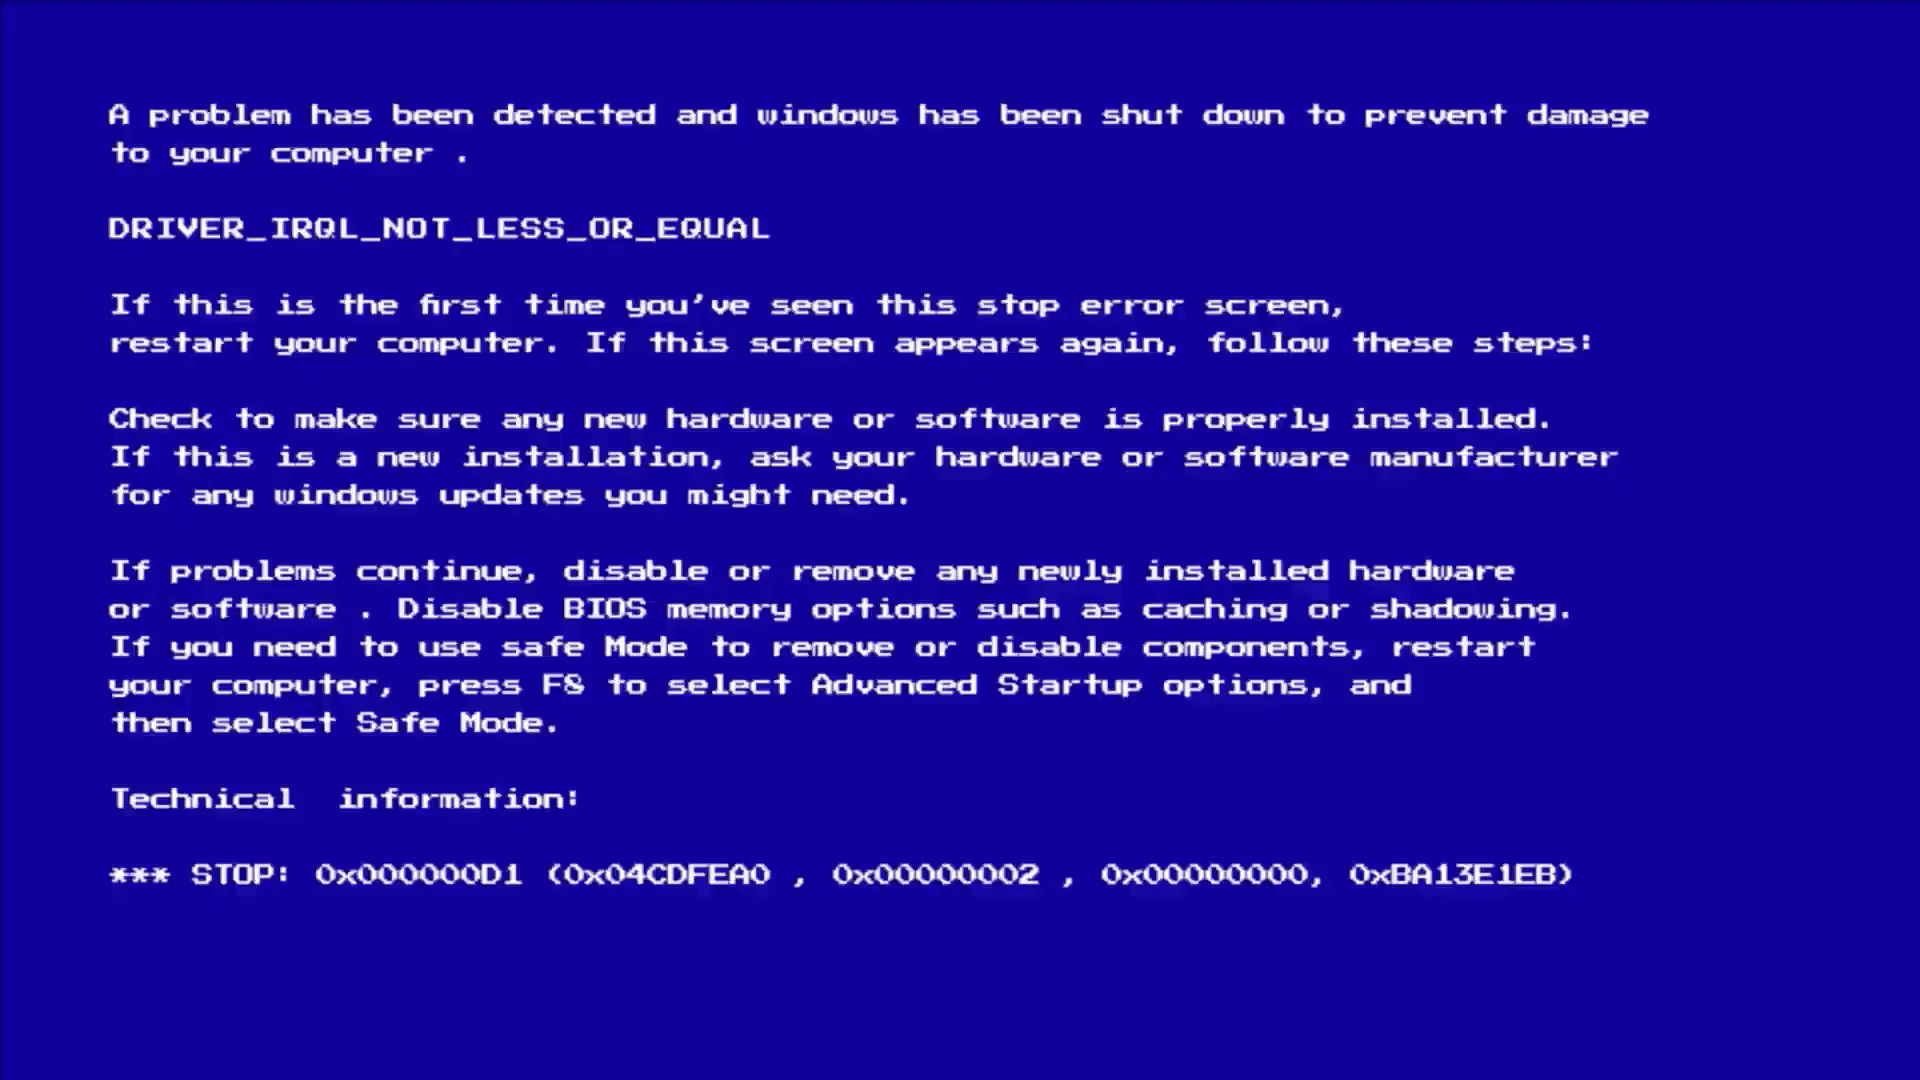 A problem has been detected and windows has been shut down to prevent damage
to your computer .
DRIVER_IRQL_NOT_LESS_OR_EQUAL
If this is the first time you've seen this stop error screen,
restart your computer. If this screen appears again, follow these steps:
Check to make sure any new hardware or software is properly installed.
If this is a new installation, ask your hardware or software manufacturer
for any windows updates you might need.
If problems continue, disable or remove any newly installed hardware
or software . Disable BIOS memory options such as caching or shadowing.
If you need to use safe Mode to remove or disable components, restart
your computer, press F& to select Advanced Startup options, and
then select Safe Mode.
Technical  information:
*** STOP: 0x000000D1 (0x04CDFEA0 , 0x00000002 , 0x00000000, 0xBA13E1EB)